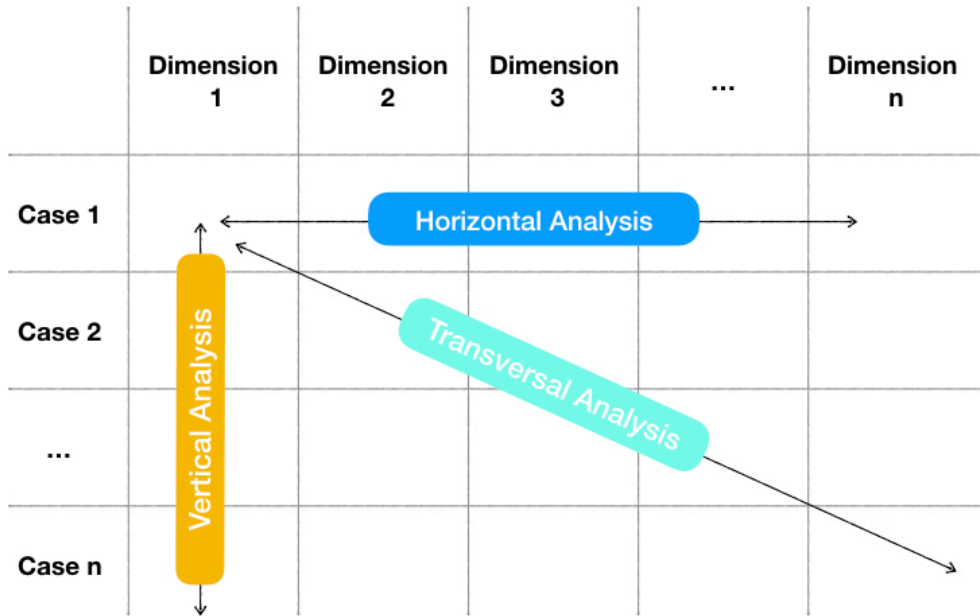 Dimension
1
Dimension
2
Dimension
3
...
Dimension
n
Case 1
Horizontal Analysis
Case 2
Transversal Analysis
Vertical Analysis
...
Case n